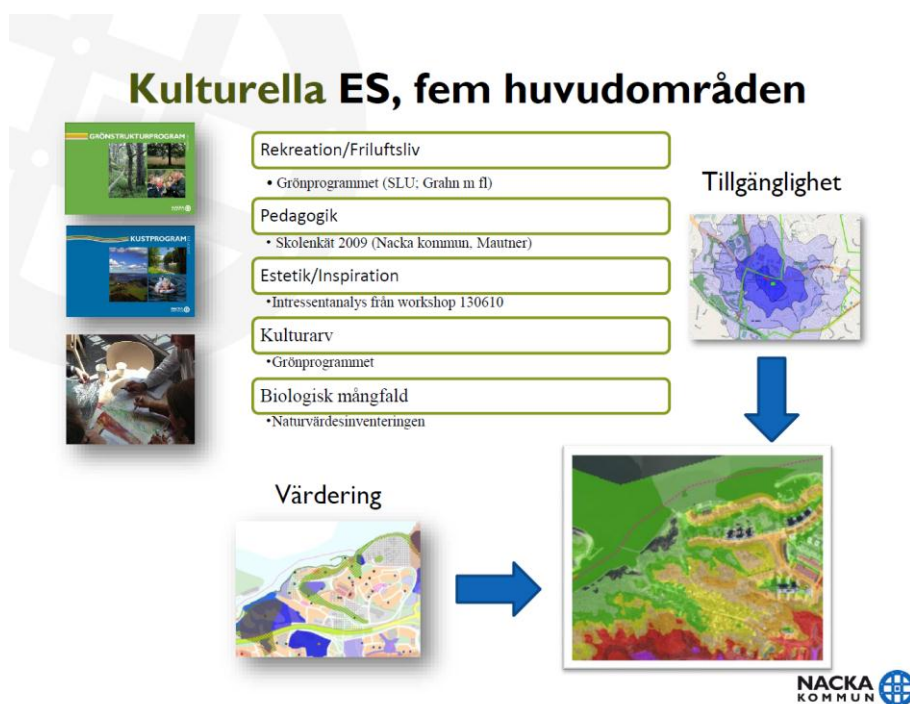 Kulturella ES, fem huvudområden
GRÖNSTRUKTURPROGRAM
KUSTPROGRAM
Rekreation/Friluftsliv
• Grönprogrammet (SLU; Grahn m fl)
Pedagogik
•Skolenkät 2009 (Nacka kommun, Mautner)
Estetik/Inspiration
•Intressentanalys från workshop 130610
Kulturarv
•Grönprogrammet
Biologisk mångfald
•Naturvärdesinventeringen
Tillgänglighet
Värdering
NACKA
KOMMUN